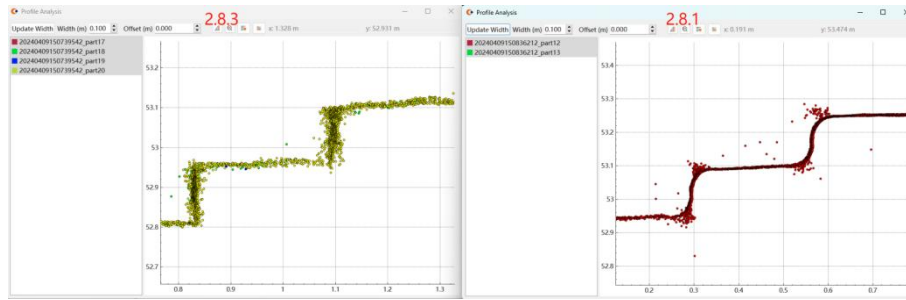 Profile Analysis
2.8.3
Update Width Width (m) 0.100 Offset (m) 0.000 x: 1.328 m y: 52.931 m
20240409150739542_part17
20240409150739542_part18
20240409150739542_part19
20240409150739542_part20
53.2
53.1
53
52.9
52.8
52.7
0.8 0.9 1 1.1 1.2 1.3
Profile Analysis
2.8.1
Update Width Width (m) 0.100 Offset (m) 0.000 x: 0.191 m y: 53.474 m
20240409150836212_part12
20240409150836212_part13
53.4
53.3
53.2
53.1
53
52.9
52.8
0.2 0.3 0.4 0.5 0.6 0.7